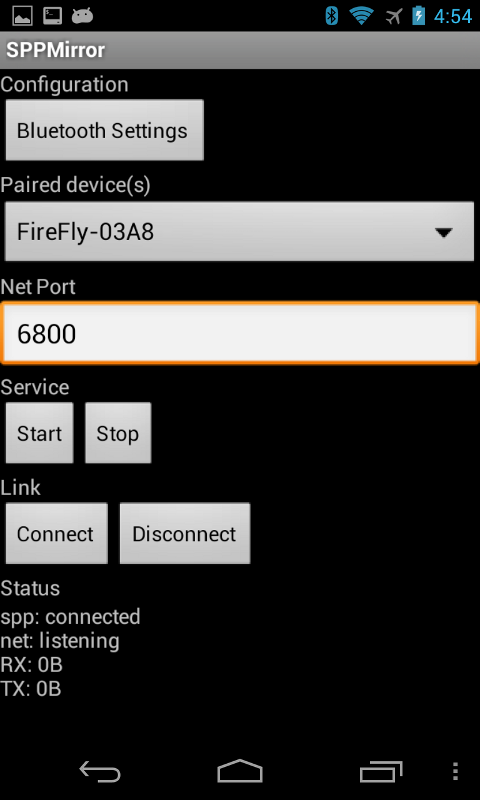 4:54
SPPMirror
Configuration
Bluetooth Settings
Paired device(s)
FireFly-03A8
Net Port
6800
Service
Start Stop
Link
Connect Disconnect
Status
spp: connected
net: listening
RX: 0B
TX: 0B